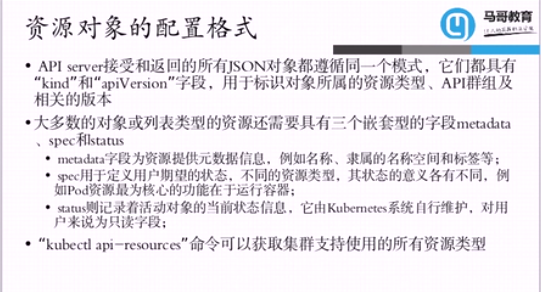 资源对象的配置格式
马哥教育
• API server接受和返回的所有JSON对象都遵循同一个模式，它们都具有
“kind”和“apiVersion”字段，用于标识对象所属的资源类型、API群组及
相关的版本
• 大多数的对象或列表类型的资源还需要具有三个嵌套型的字段metadata
、spec和status
• metadata字段为资源提供元数据信息，例如名称、隶属的名称空间和标签等；
• spec用于定义用户期望的状态，不同的资源类型，其状态的意义各有不同，例
如Pod资源最为核心的功能在于运行容器；
• status则记录着活动对象的当前状态信息，它由Kubernetes系统自行维护，对用
户来说为只读字段；
• “kubectl api-resources”命令可以获取集群支持使用的所有资源类型